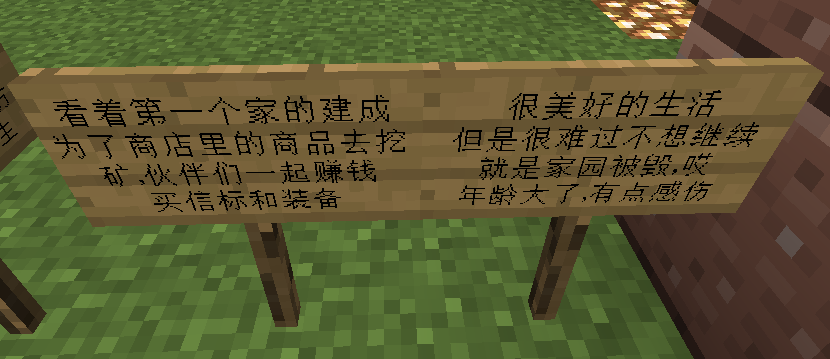 看着第一个家的建成
为了商店里的商品去挖
矿,伙伴们一起赚钱
买信标和装备
很美好的生活
但是很难过不想继续
就是家园被毁,哎
年龄大了,有点感伤